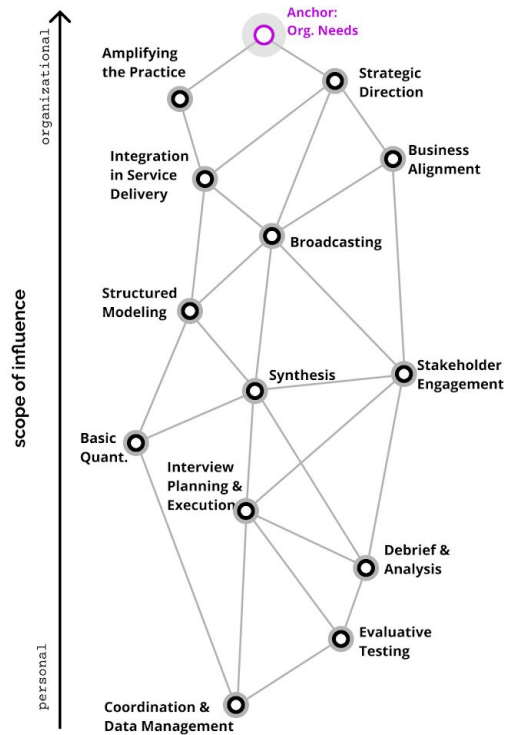 Anchor:
Org. Needs
Amplifying
the Practice
Strategic
Direction
organizational
Business
Alignment
Integration
in Service
Delivery
Broadcasting
Structured
Modeling
scope of influence
Synthesis
Stakeholder
Engagement
Basic
Quant.
Interview
Planning &
Execution
Debrief &
Analysis
Evaluative
Testing
personal
Coordination &
Data Management